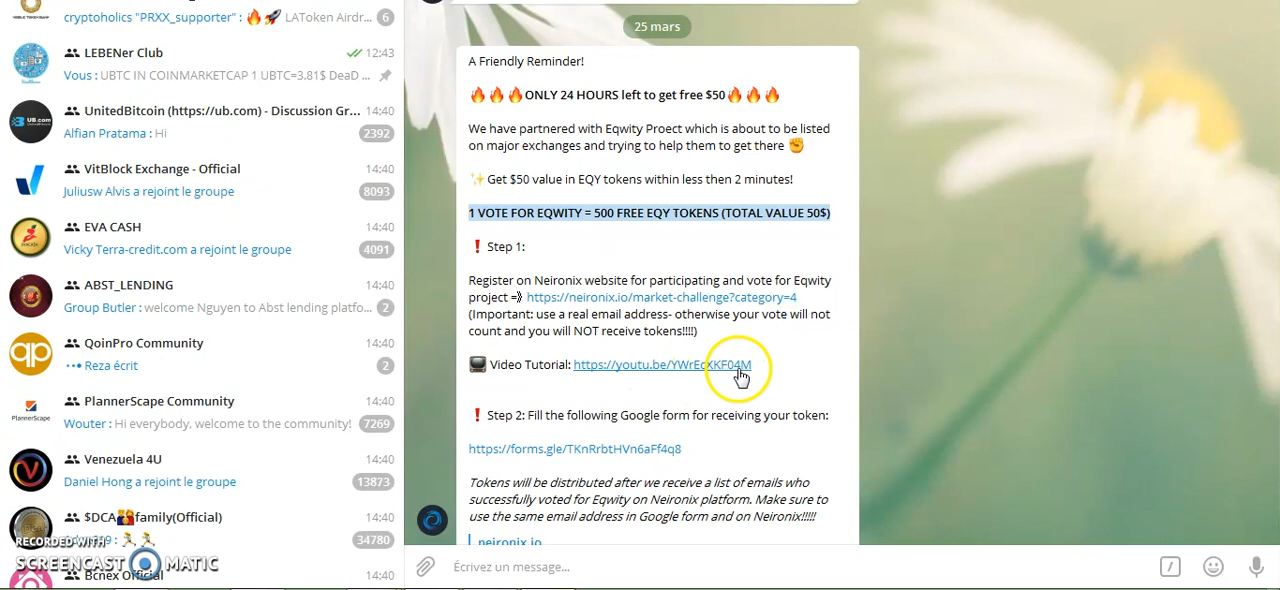 cryptoholics "PRXX_supporter" : 🔥🚀 LAToken Airdr... 6
LEBENer Club 12:43
Vous : UBTC IN COINMARKETCAP 1 UBTC=3.81$ DeaD ...
UnitedBitcoin (https://ub.com) - Discussion Gr... 14:40
Alfian Pratama : Hi 2392
VitBlock Exchange - Official 14:40
Juliusw Alvis a rejoint le groupe 8093
EVA CASH 14:40
Vicky Terra-credit.com a rejoint le groupe 4091
ABST_LENDING 14:40
Group Butler : welcome Nguyen to Abst lending platfo... 2
QoinPro Community 14:40
Reza écrit 2
PlannerScape Community 14:40
Wouter : Hi everybody, welcome to the community! 7269
Venezuela 4U 14:40
Daniel Hong a rejoint le groupe 13873
$DCA👫family(Official) 14:40
34780
Bcnex Official 14:40
RECORDED WITH
SCREENCAST MATIC
UB.com
qp
PLANNERSCAPE
25 mars
A Friendly Reminder!
🔥🔥🔥ONLY 24 HOURS left to get free $50🔥🔥🔥
We have partnered with Eqwity Proect which is about to be listed
on major exchanges and trying to help them to get there ✊
✨ Get $50 value in EQY tokens within less then 2 minutes!
1 VOTE FOR EQWITY = 500 FREE EQY TOKENS (TOTAL VALUE 50$)
❗ Step 1:
Register on Neironix website for participating and vote for Eqwity
project => https://neironix.io/market-challenge?category=4
(Important: use a real email address- otherwise your vote will not
count and you will NOT receive tokens!!!!)
📺 Video Tutorial: https://youtu.be/YWrEcXKF04M
❗ Step 2: Fill the following Google form for receiving your token:
https://forms.gle/TKnRrbtHVn6aFf4q8
Tokens will be distributed after we receive a list of emails who
successfully voted for Eqwity on Neironix platform. Make sure to
use the same email address in Google form and on Neironix!!!!!
neironix.io
Écrivez un message...